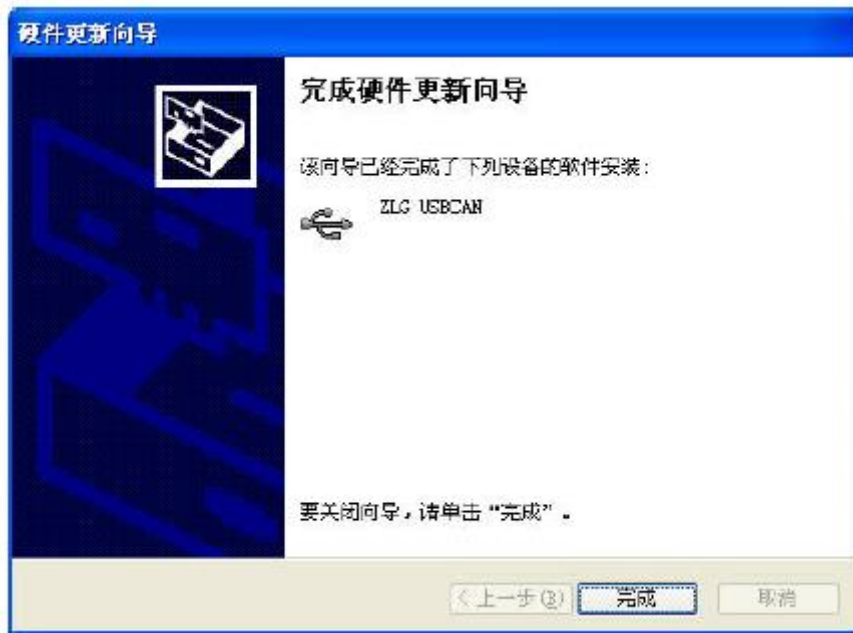 硬件更新向导
完成硬件更新向导
该向导已经完成了下列设备的软件安装：
ZLG USBCAN
要关闭向导，请单击“完成”。
< 上一步(B)
完成
取消